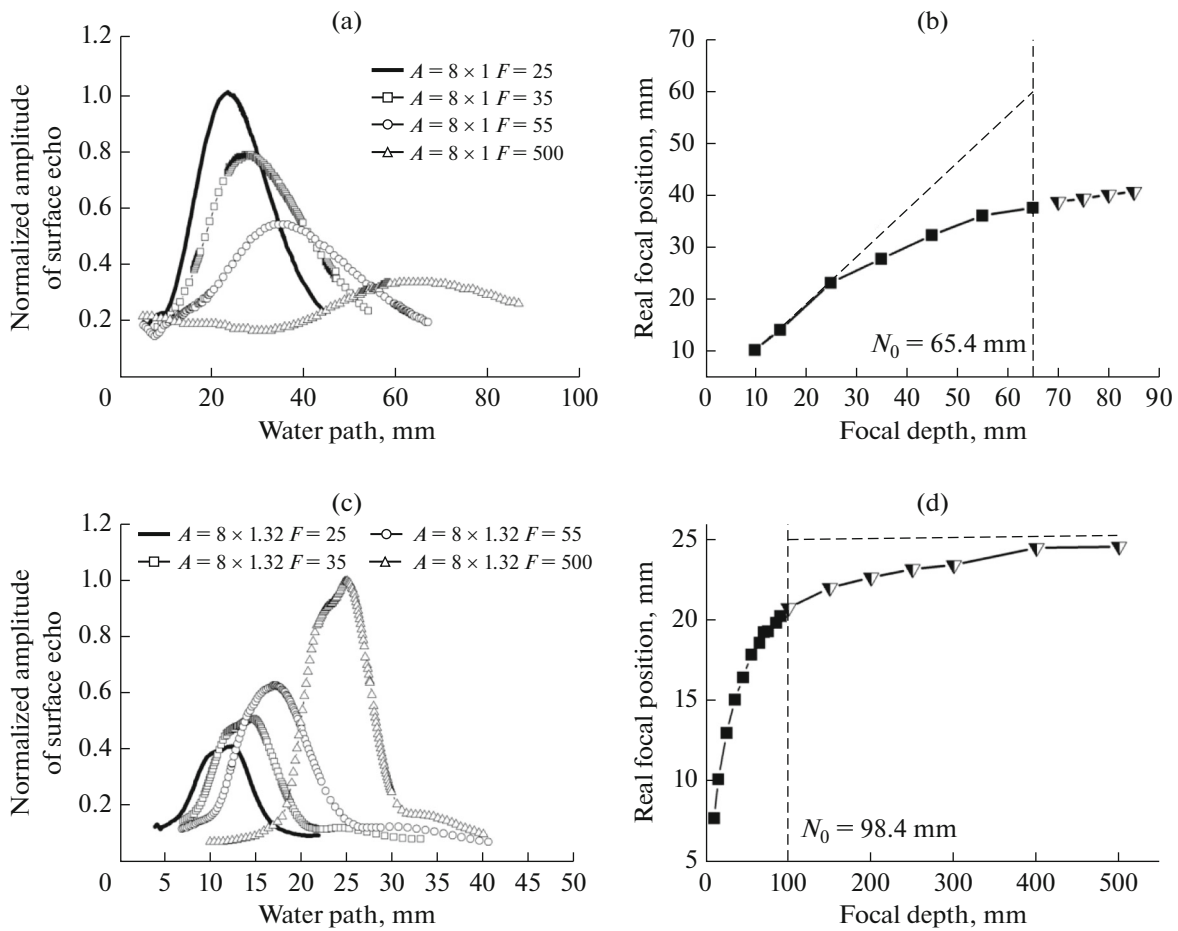 (a)
Normalized amplitude
of surface echo
1.2
1.0
0.8
0.6
0.4
0.2
0
20
40
60
80
100
Water path, mm
A = 8 × 1 F = 25
A = 8 × 1 F = 35
A = 8 × 1 F = 55
A = 8 × 1 F = 500
(b)
Real focal position, mm
70
60
50
40
30
20
10
0
10
20
30
40
50
60
70
80
90
Focal depth, mm
N0 = 65.4 mm
(c)
Normalized amplitude
of surface echo
1.2
1.0
0.8
0.6
0.4
0.2
0
5
10
15
20
25
30
35
40
45
50
Water path, mm
A = 8 × 1.32 F = 25
A = 8 × 1.32 F = 55
A = 8 × 1.32 F = 35
A = 8 × 1.32 F = 500
(d)
Real focal position, mm
25
20
15
10
5
0
100
200
300
400
500
Focal depth, mm
N0 = 98.4 mm